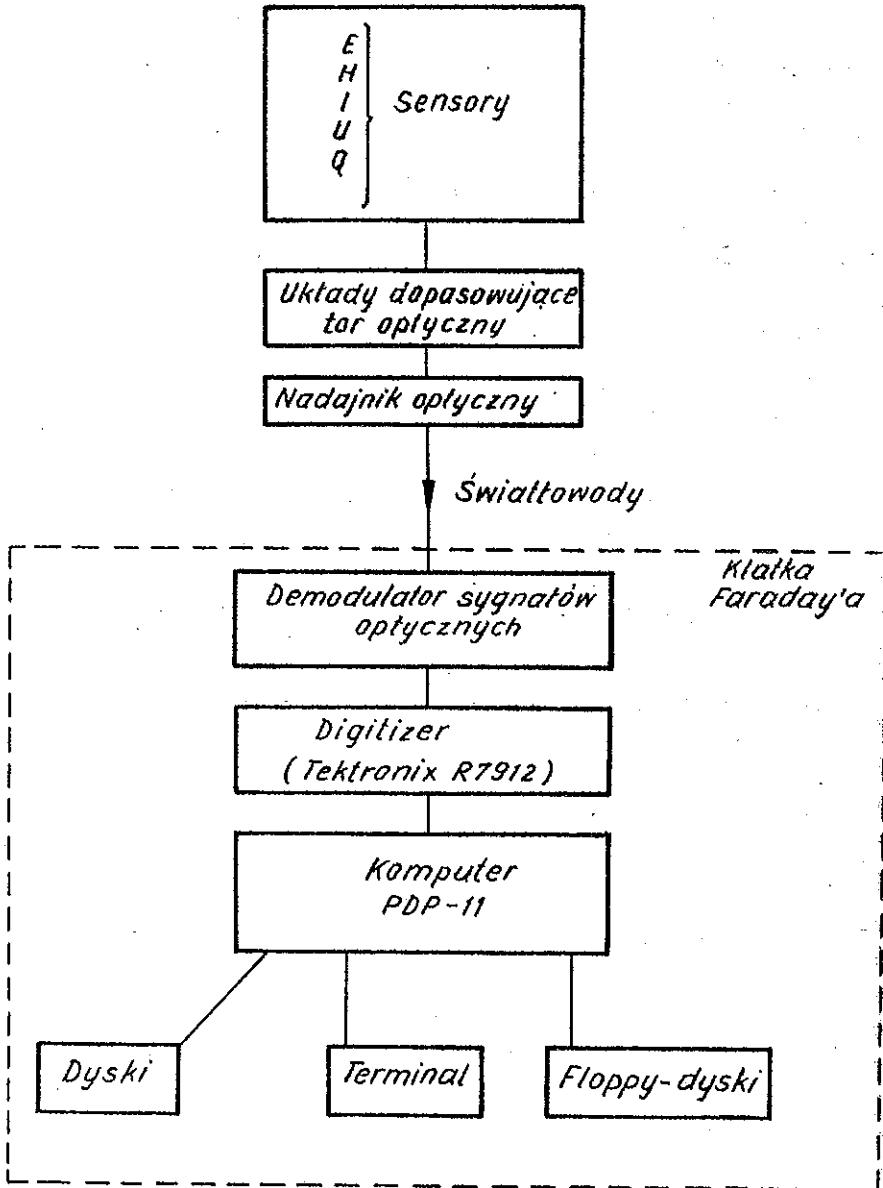 E
H
I
U
Q
Sensory
Układy dopasowujące
tor optyczny
Nadajnik optyczny
Światłowody
Klatka
Faraday'a
Demodulator sygnałów
optycznych
Digitizer
(Tektronix R7912)
Komputer
PDP-11
Dyski
Terminal
Floppy-dyski